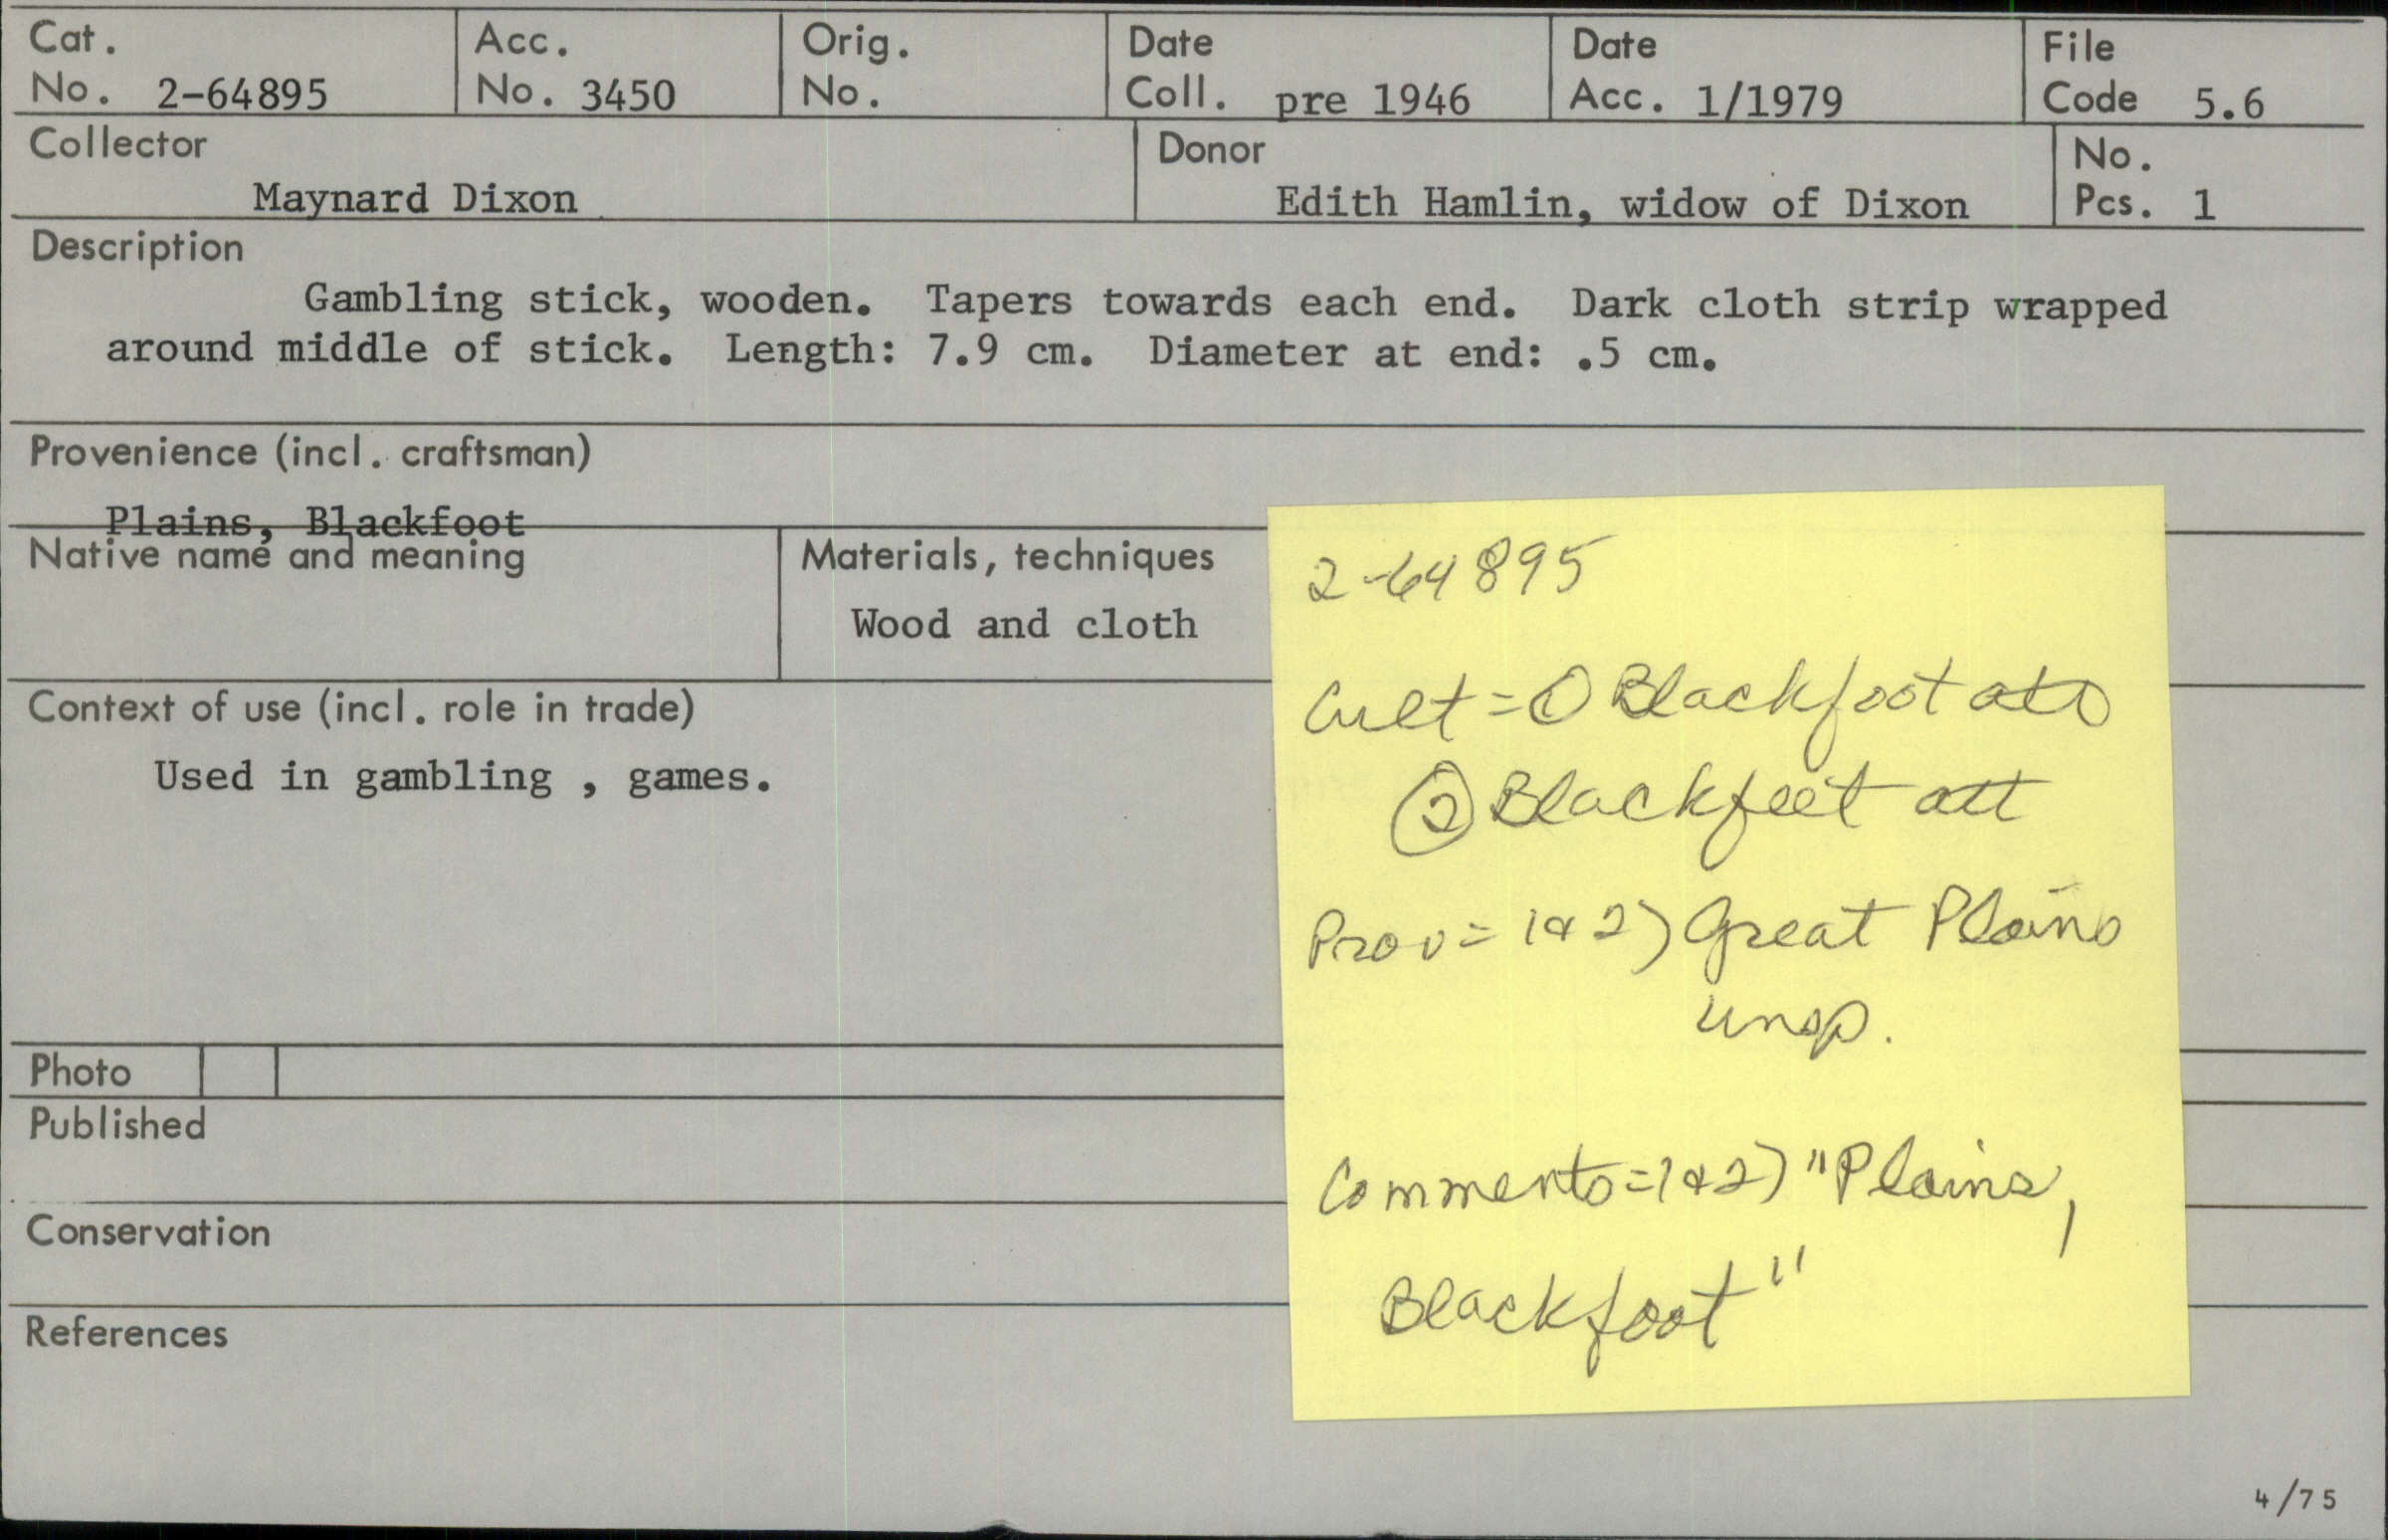 Cat. No. 2-64895
Acc. No. 3450
Orig. No.
Date Coll. pre 1946
Date Acc. 1/1979
File Code 5.6
Collector
Maynard Dixon
Donor
Edith Hamlin, widow of Dixon
No. Pcs. 1
Description
Gambling stick, wooden. Tapers towards each end. Dark cloth strip wrapped
around middle of stick. Length: 7.9 cm. Diameter at end: .5 cm.
Provenience (incl. craftsman)
Plains, Blackfoot
Native name and meaning
Materials, techniques
Wood and cloth
Context of use (incl. role in trade)
Used in gambling , games.
Photo
Published
Conservation
References
2-64895
Cult = ① Blackfoot att
② Blackfeet att
Prov = 1 & 2) Great Plains
unsp.
Comments = 1 & 2) "Plains,
Blackfoot"
4/75